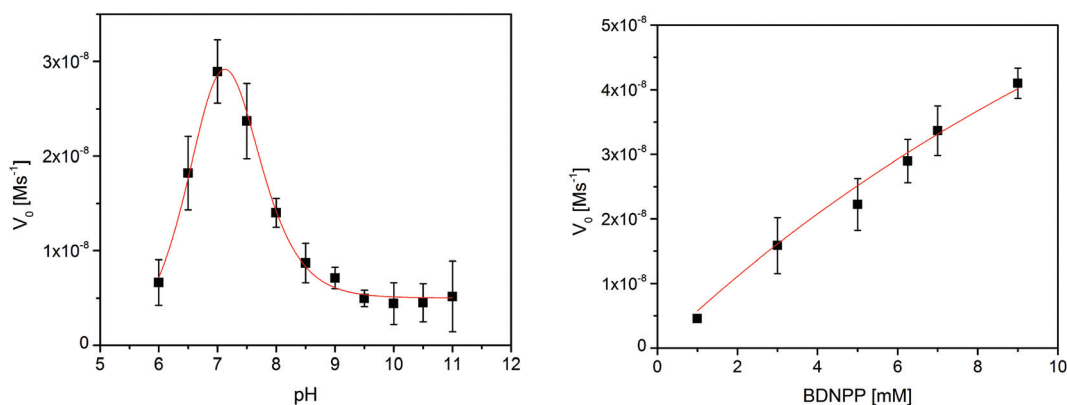 V₀ [Ms⁻¹]
3x10⁻⁸
2x10⁻⁸
1x10⁻⁸
0
5 6 7 8 9 10 11 12
pH
V₀ [Ms⁻¹]
5x10⁻⁸
4x10⁻⁸
3x10⁻⁸
2x10⁻⁸
1x10⁻⁸
0
0 2 4 6 8 10
BDNPP [mM]